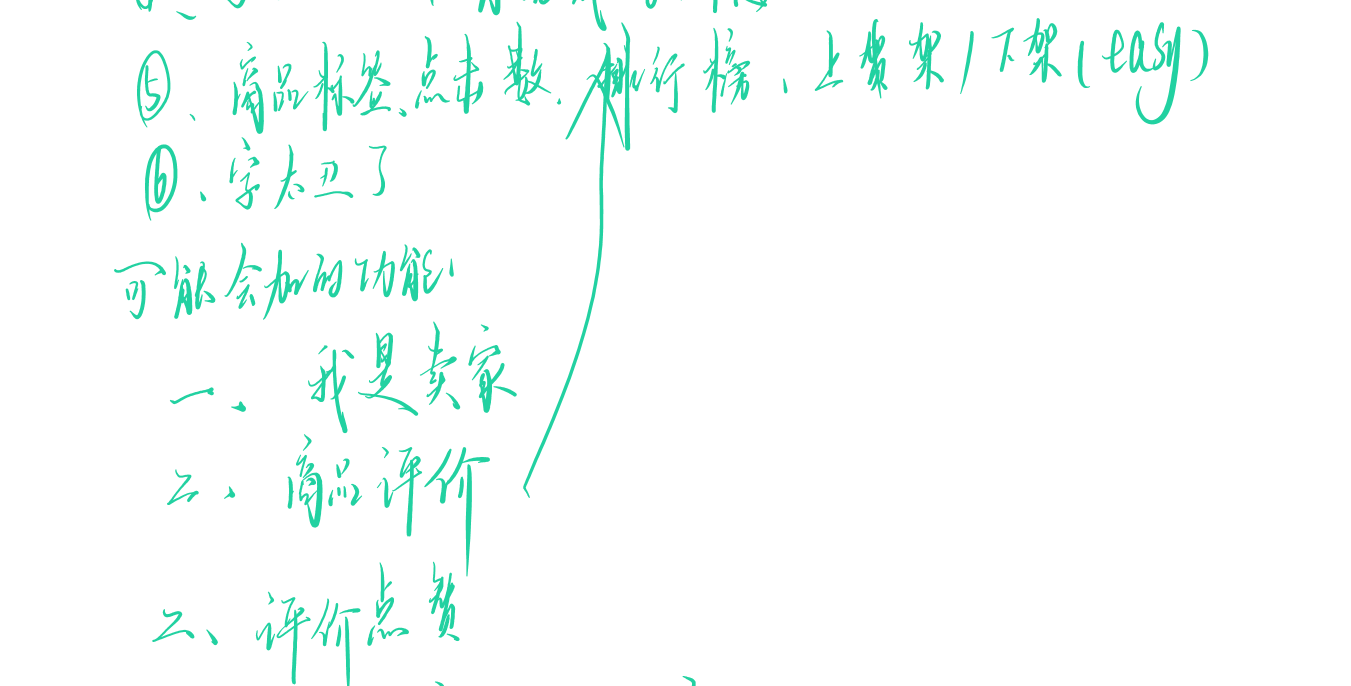 ⑤、商品标签、点击数、排行榜、上货架/下架(easy)
⑥、字太丑了
可能会加的功能:
一、我是卖家
二、商品评价
二、评价点赞